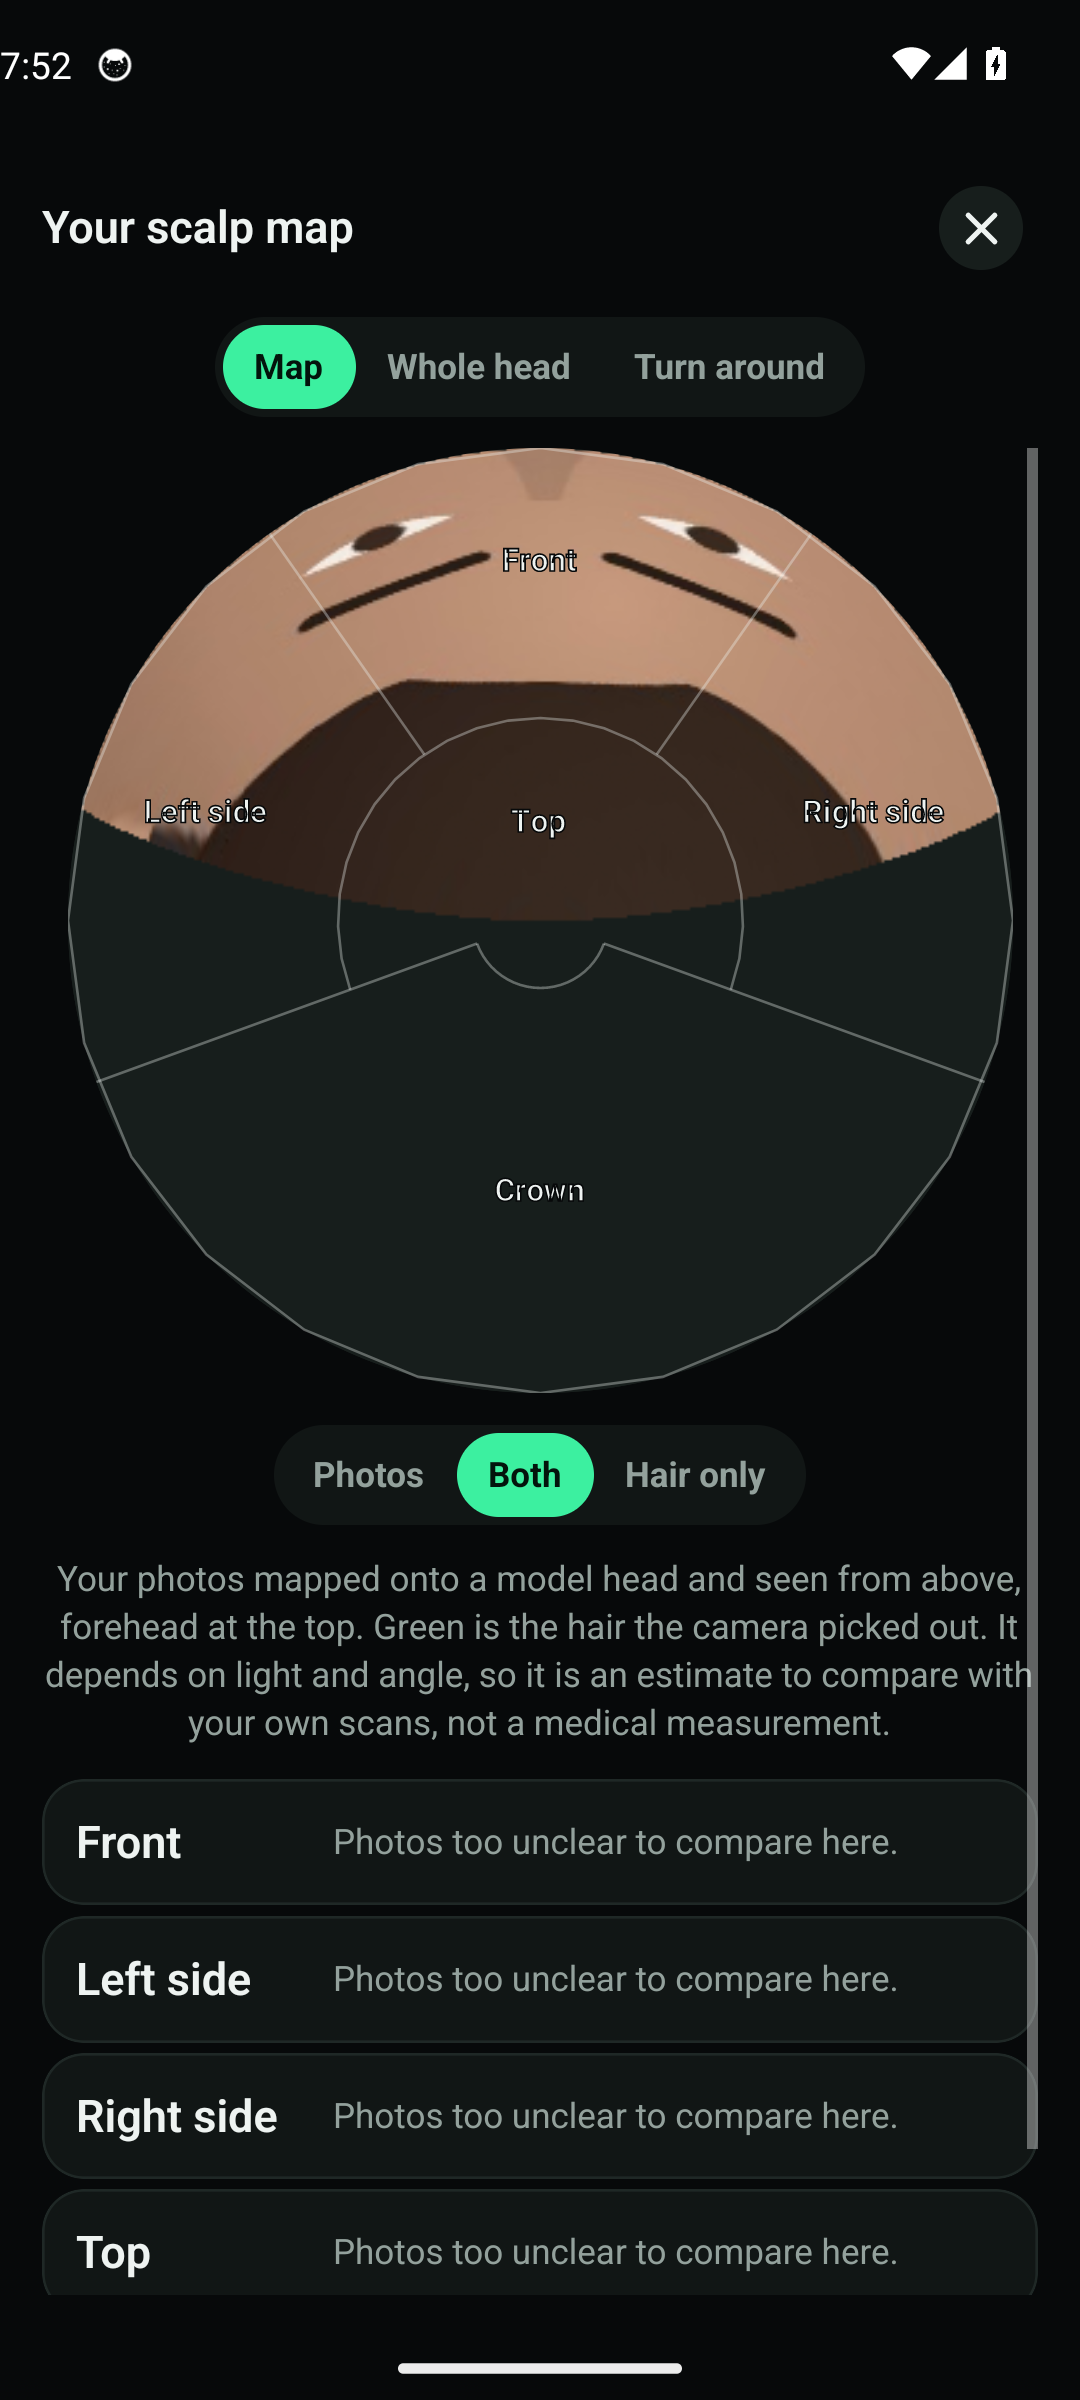 7:52
Your scalp map
Map Whole head Turn around
Front
Left side Top Right side
Crown
Photos Both Hair only
Your photos mapped onto a model head and seen from above,
forehead at the top. Green is the hair the camera picked out. It
depends on light and angle, so it is an estimate to compare with
your own scans, not a medical measurement.
Front Photos too unclear to compare here.
Left side Photos too unclear to compare here.
Right side Photos too unclear to compare here.
Top Photos too unclear to compare here.